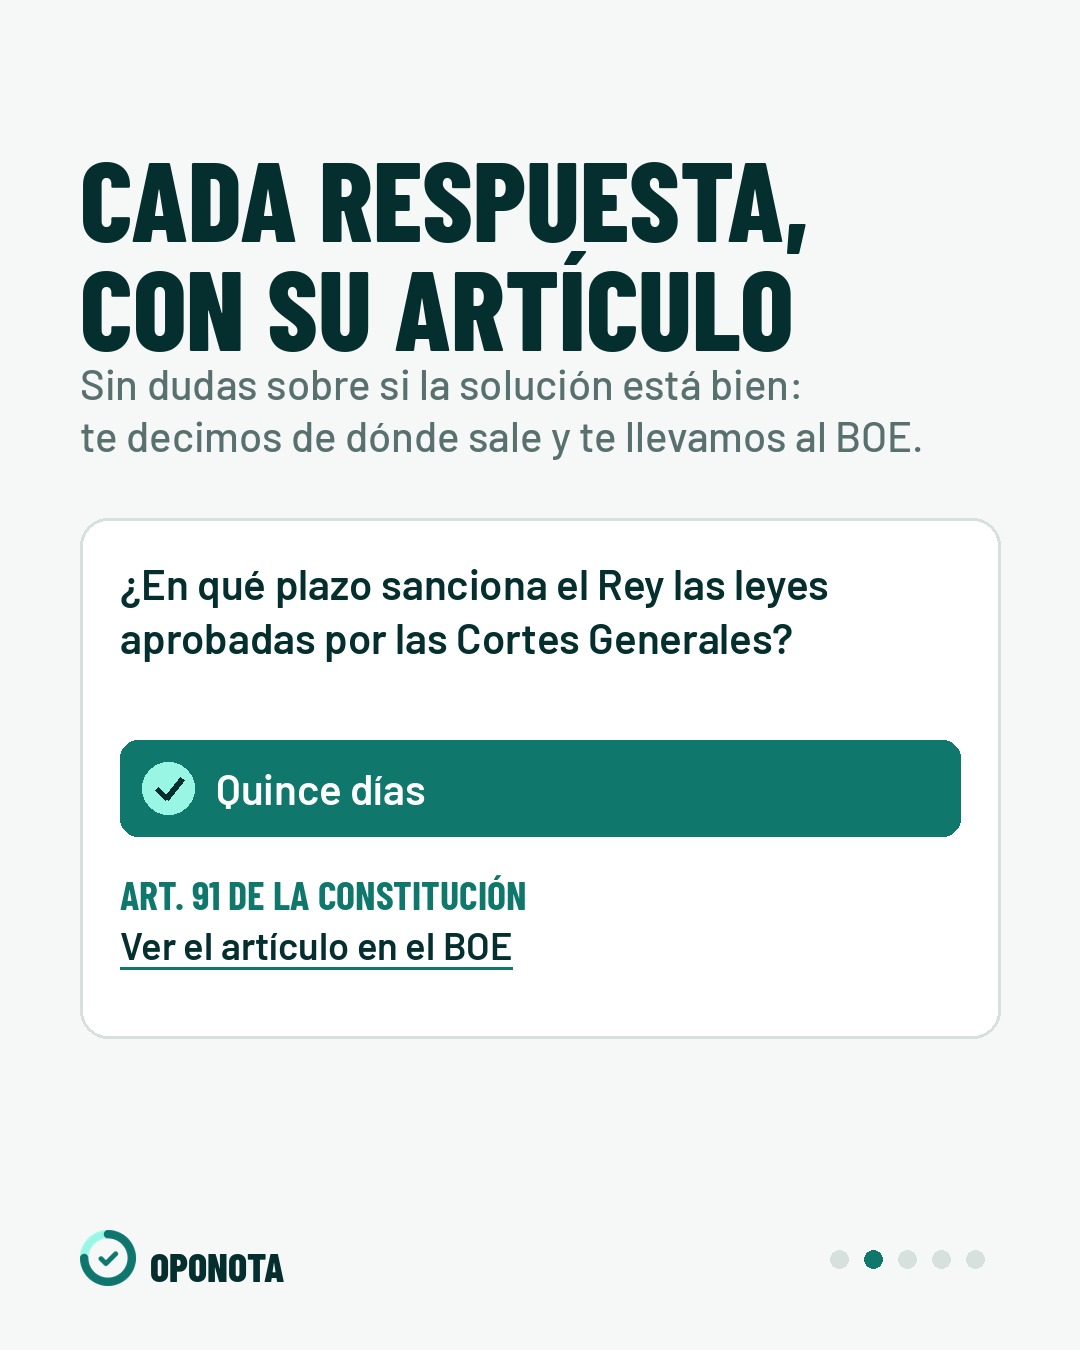 CADA RESPUESTA,
CON SU ARTÍCULO
Sin dudas sobre si la solución está bien:
te decimos de dónde sale y te llevamos al BOE.
¿En qué plazo sanciona el Rey las leyes
aprobadas por las Cortes Generales?
Quince días
ART. 91 DE LA CONSTITUCIÓN
Ver el artículo en el BOE
OPONOTA